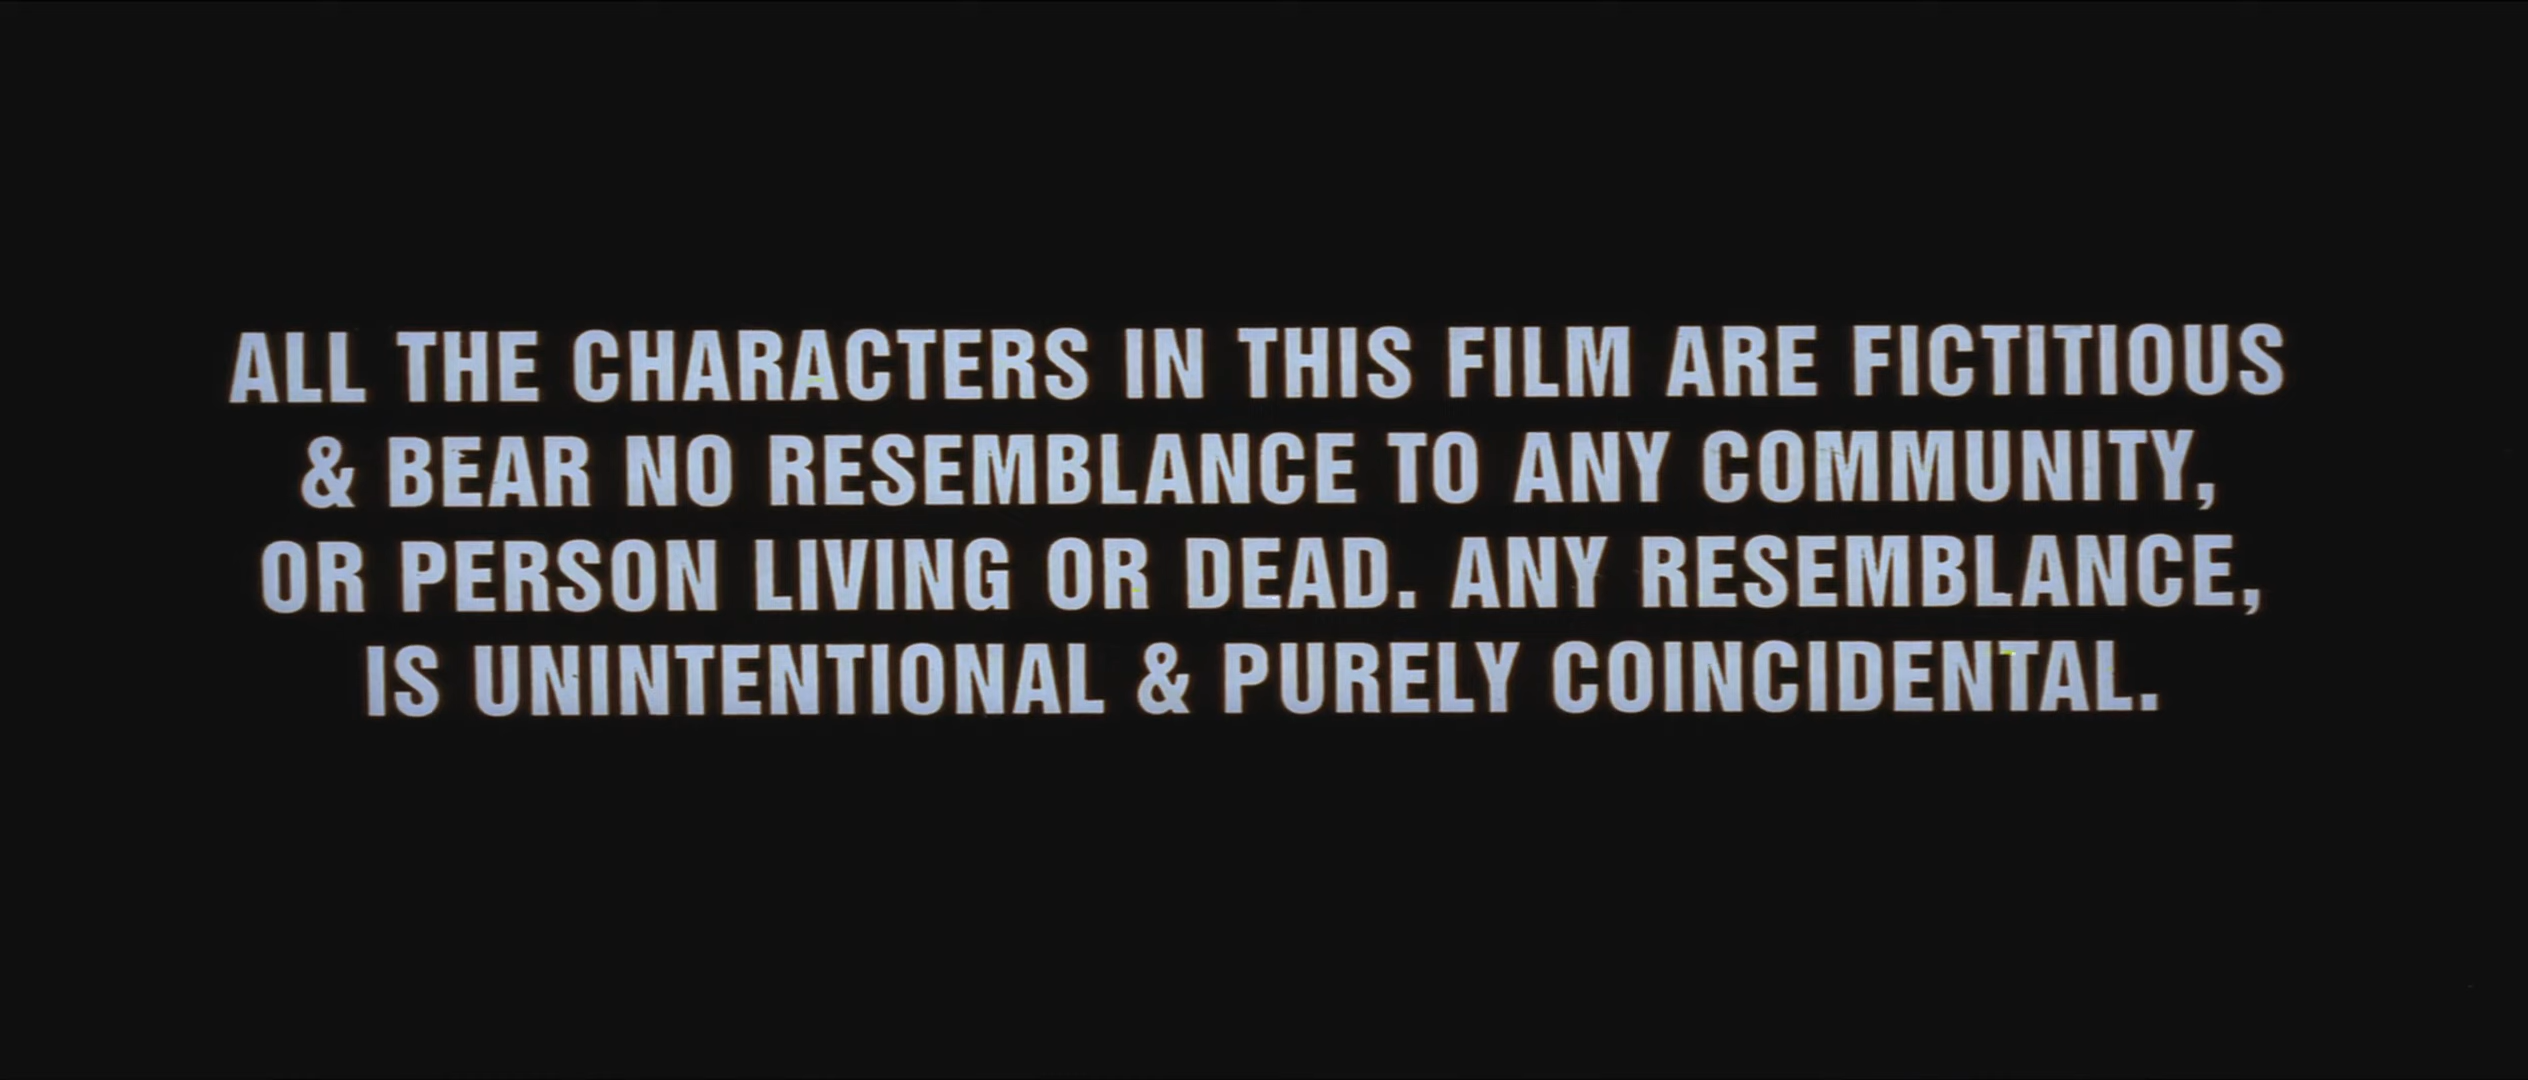 ALL THE CHARACTERS IN THIS FILM ARE FICTITIOUS
& BEAR NO RESEMBLANCE TO ANY COMMUNITY,
OR PERSON LIVING OR DEAD. ANY RESEMBLANCE,
IS UNINTENTIONAL & PURELY COINCIDENTAL.